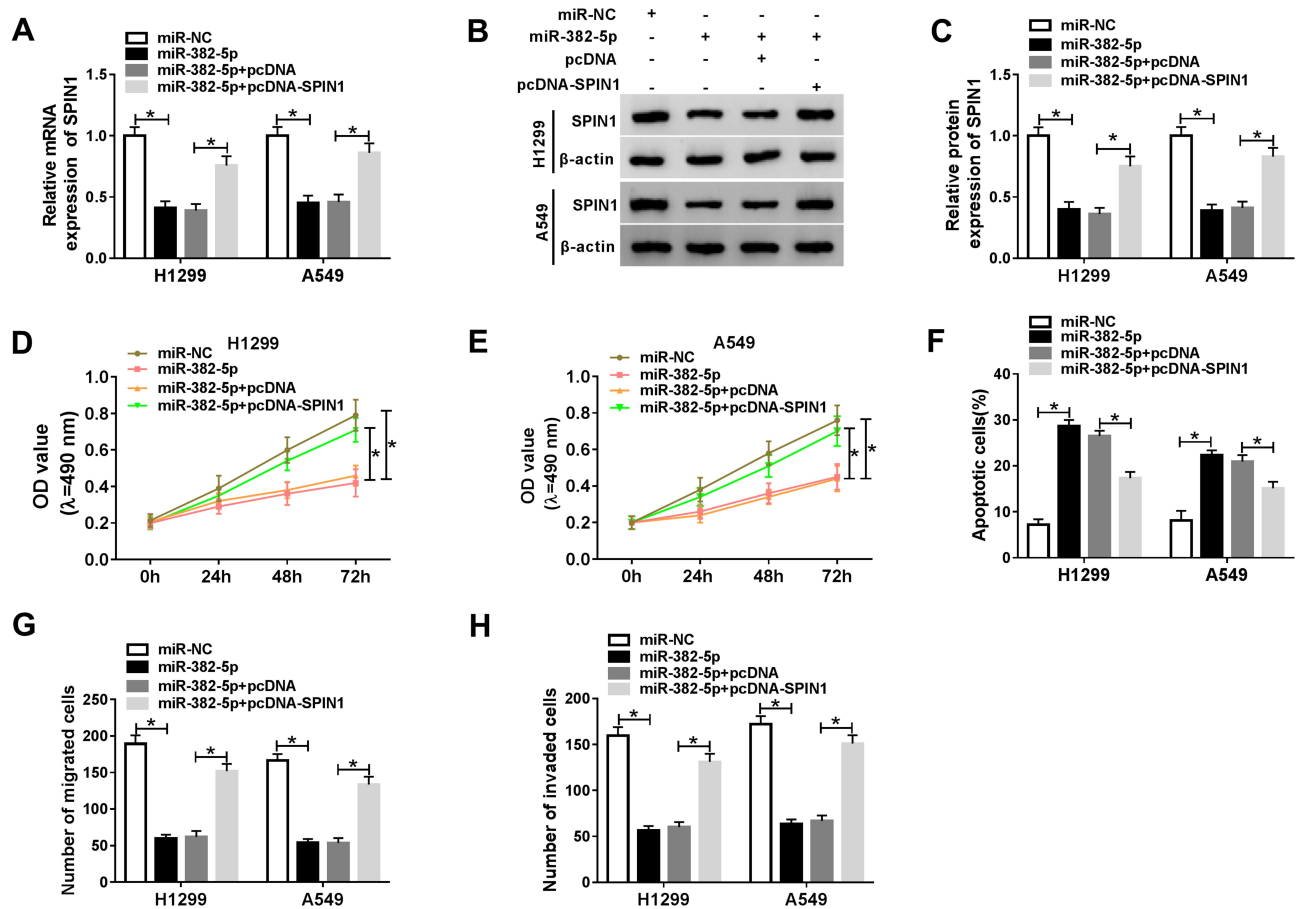 A
miR-NC
miR-382-5p
miR-382-5p+pcDNA
miR-382-5p+pcDNA-SPIN1
Relative mRNA
expression of SPIN1
1.5
1.0
0.5
0.0
* * * *
H1299 A549
B
miR-NC + - - -
miR-382-5p - + + +
pcDNA - - + -
pcDNA-SPIN1 - - - +
H1299
SPIN1
β-actin
A549
SPIN1
β-actin
C
miR-NC
miR-382-5p
miR-382-5p+pcDNA
miR-382-5p+pcDNA-SPIN1
Relative protein
expression of SPIN1
1.5
1.0
0.5
0.0
* * * *
H1299 A549
D
H1299
miR-NC
miR-382-5p
miR-382-5p+pcDNA
miR-382-5p+pcDNA-SPIN1
OD value
(λ=490 nm)
1.0
0.8
0.6
0.4
0.2
0.0
* *
0h 24h 48h 72h
E
A549
miR-NC
miR-382-5p
miR-382-5p+pcDNA
miR-382-5p+pcDNA-SPIN1
OD value
(λ=490 nm)
1.0
0.8
0.6
0.4
0.2
0.0
* *
0h 24h 48h 72h
F
miR-NC
miR-382-5p
miR-382-5p+pcDNA
miR-382-5p+pcDNA-SPIN1
Apoptotic cells(%)
40
30
20
10
0
* * * *
H1299 A549
G
miR-NC
miR-382-5p
miR-382-5p+pcDNA
miR-382-5p+pcDNA-SPIN1
Number of migrated cells
250
200
150
100
50
0
* * * *
H1299 A549
H
miR-NC
miR-382-5p
miR-382-5p+pcDNA
miR-382-5p+pcDNA-SPIN1
Number of invaded cells
200
150
100
50
0
* * * *
H1299 A549